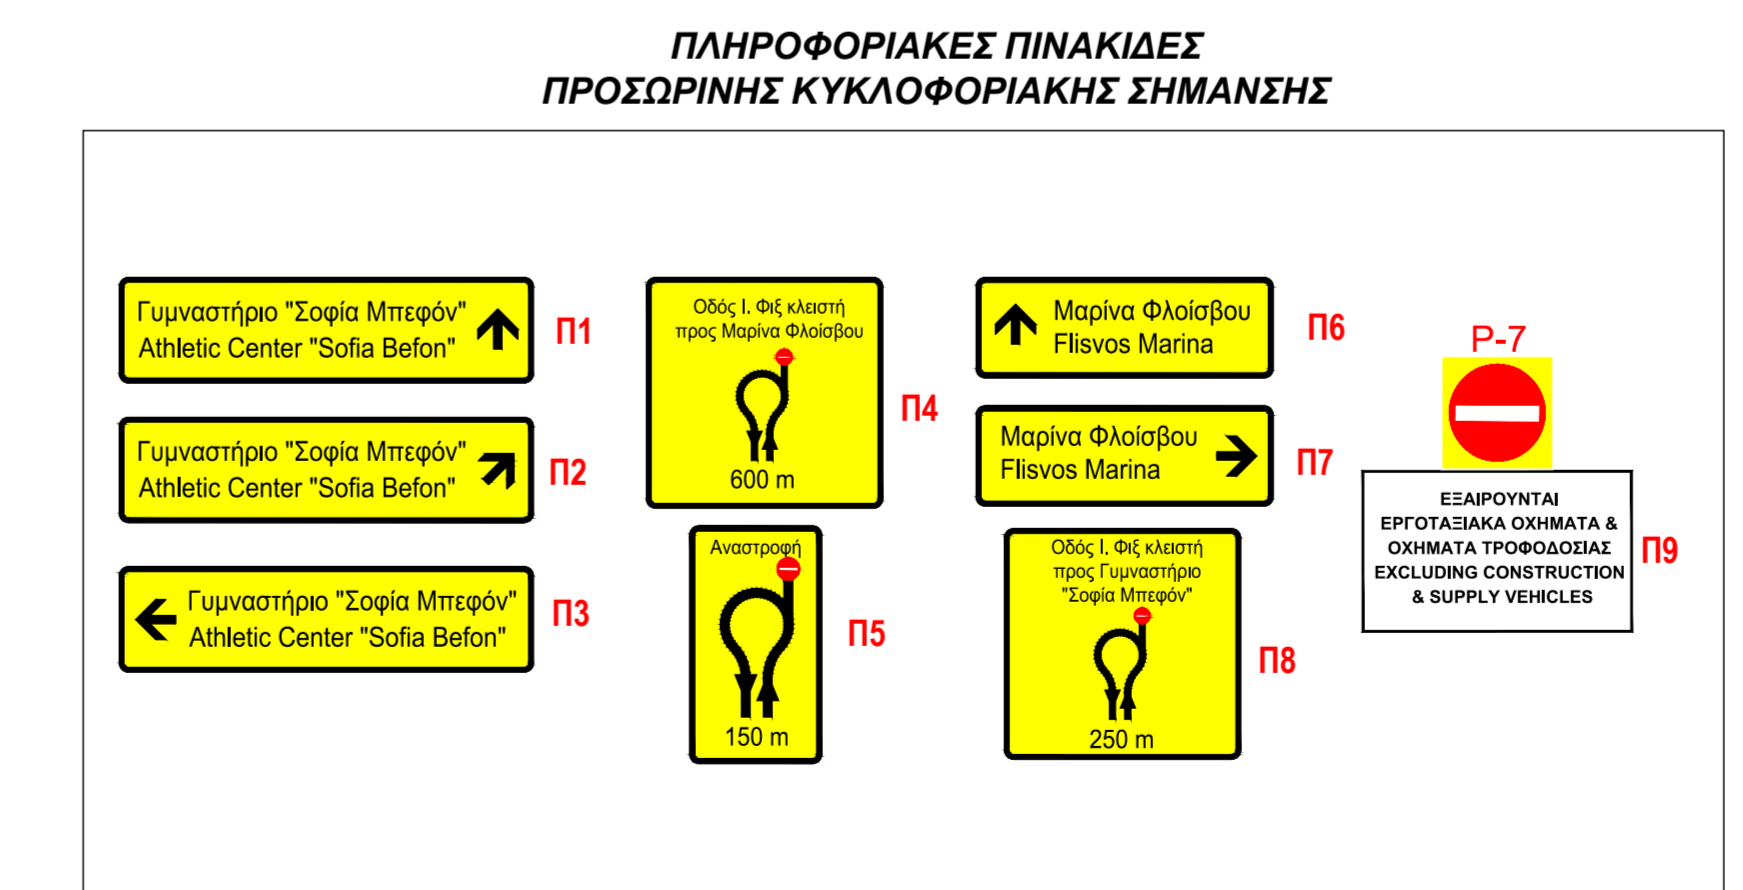 ΠΛΗΡΟΦΟΡΙΑΚΕΣ ΠΙΝΑΚΙΔΕΣ
ΠΡΟΣΩΡΙΝΗΣ ΚΥΚΛΟΦΟΡΙΑΚΗΣ ΣΗΜΑΝΣΗΣ
Γυμναστήριο "Σοφία Μπεφόν"
Athletic Center "Sofia Befon"
Π1
Γυμναστήριο "Σοφία Μπεφόν"
Athletic Center "Sofia Befon"
Π2
Γυμναστήριο "Σοφία Μπεφόν"
Athletic Center "Sofia Befon"
Π3
Οδός Ι. Φιξ κλειστή
προς Μαρίνα Φλοίσβου
600 m
Π4
Αναστροφή
150 m
Π5
Μαρίνα Φλοίσβου
Flisvos Marina
Π6
Μαρίνα Φλοίσβου
Flisvos Marina
Π7
Οδός Ι. Φιξ κλειστή
προς Γυμναστήριο
"Σοφία Μπεφόν"
250 m
Π8
Ρ-7
ΕΞΑΙΡΟΥΝΤΑΙ
ΕΡΓΟΤΑΞΙΑΚΑ ΟΧΗΜΑΤΑ &
ΟΧΗΜΑΤΑ ΤΡΟΦΟΔΟΣΙΑΣ
EXCLUDING CONSTRUCTION
& SUPPLY VEHICLES
Π9